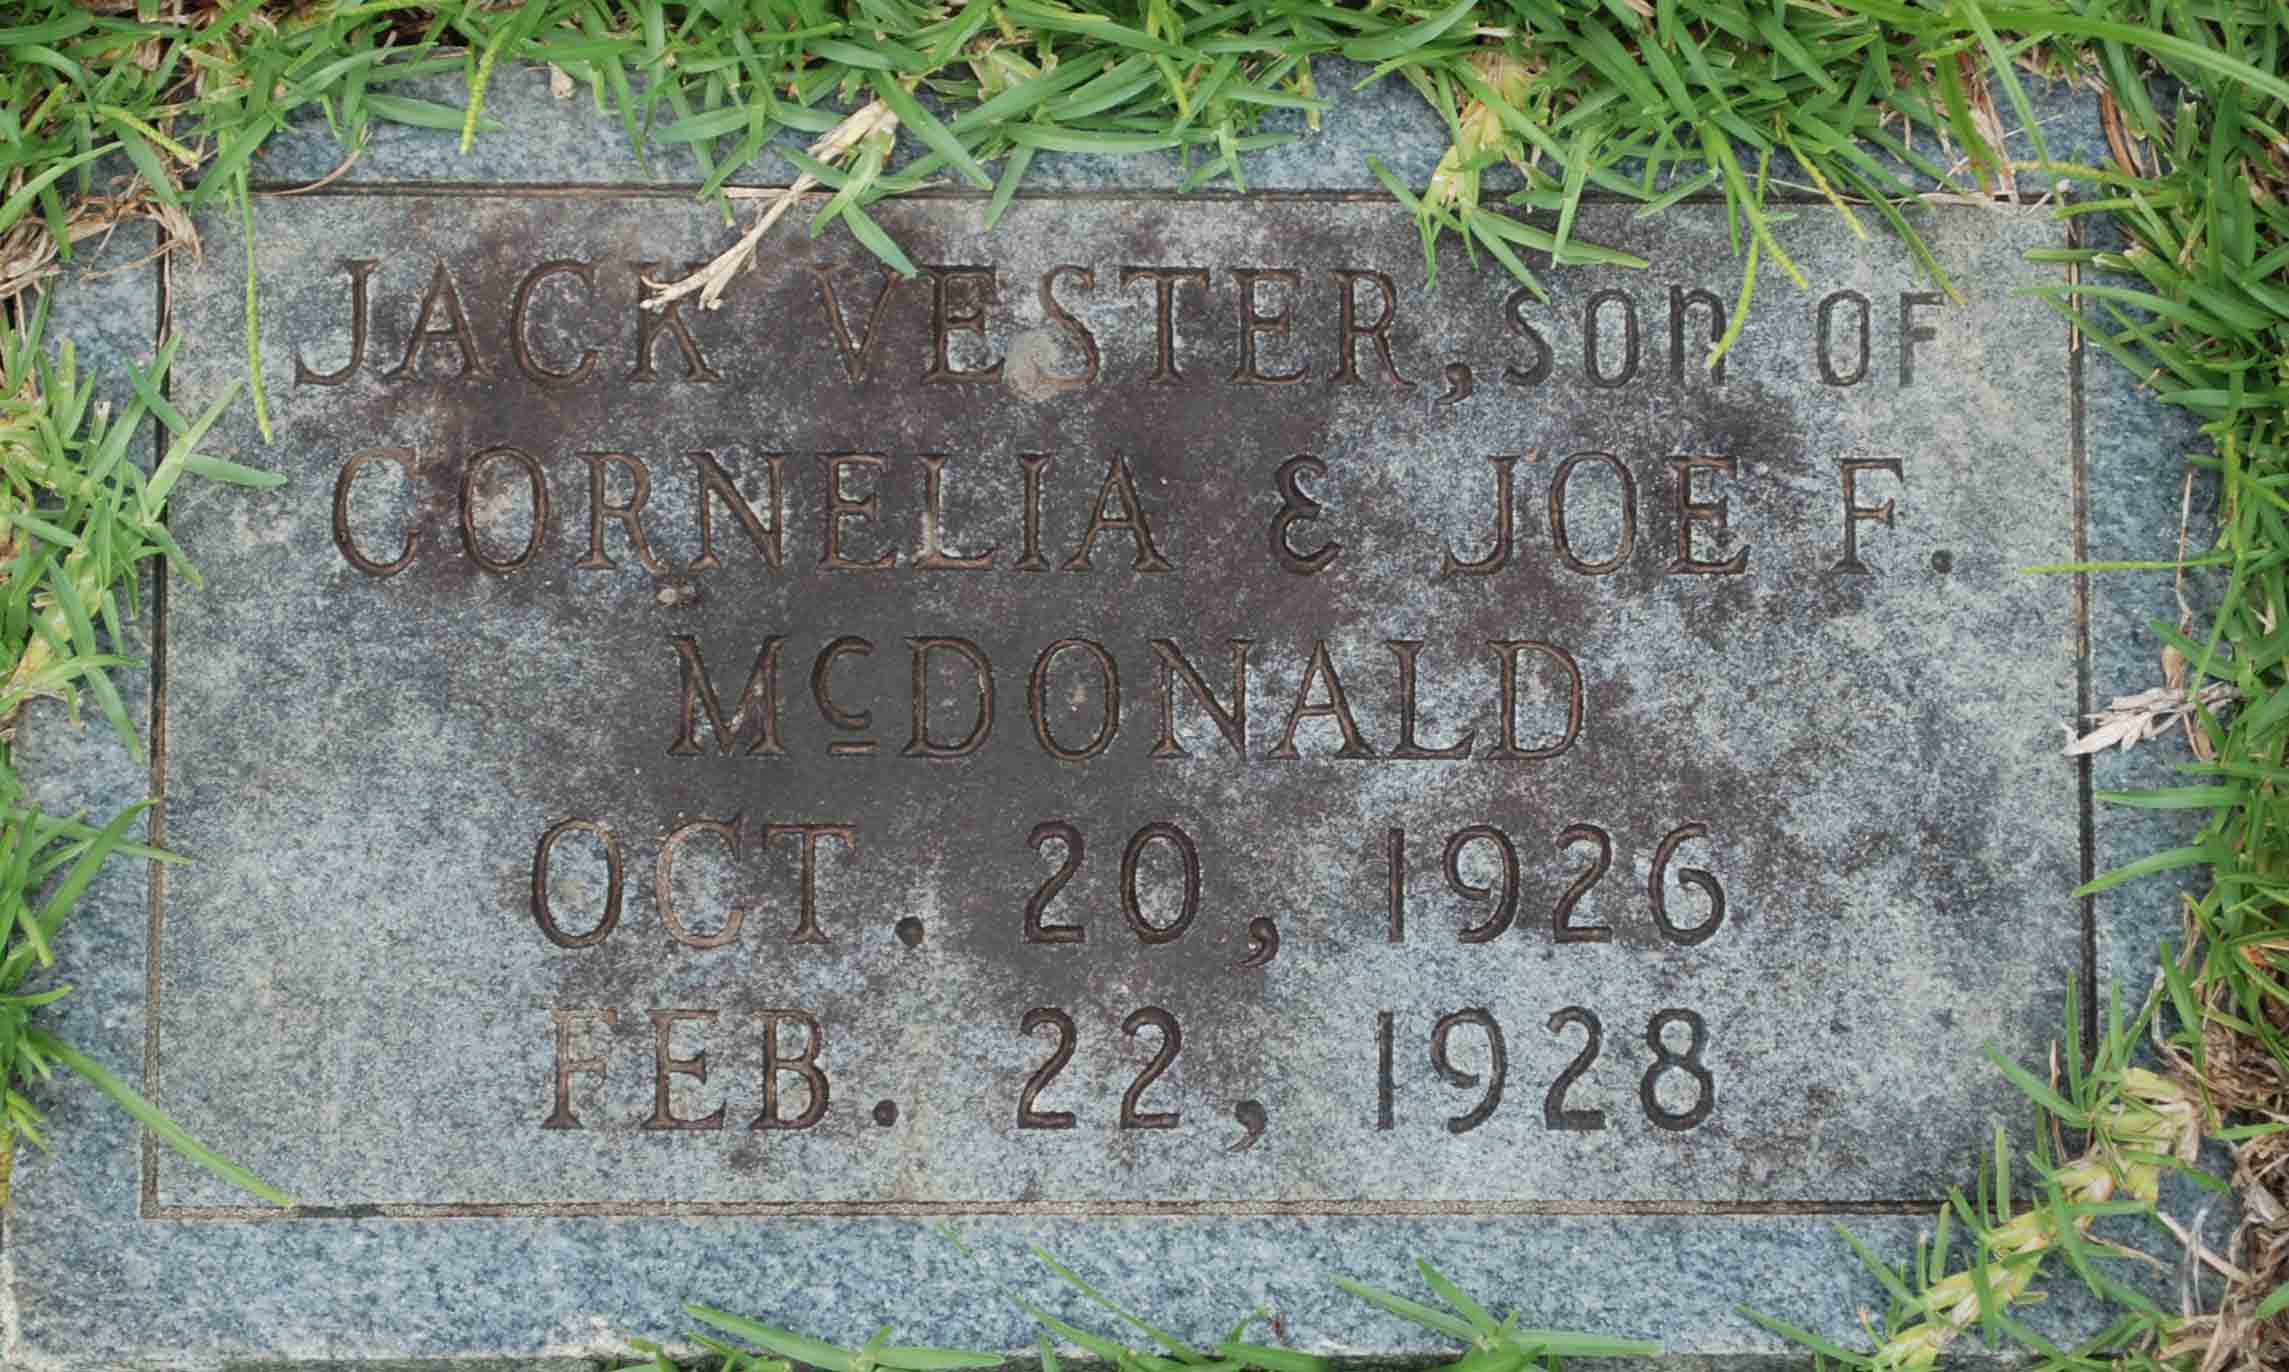 JACK VESTER, son OF
CORNELIA & JOE F.
McDONALD
OCT. 20, 1926
FEB. 22, 1928